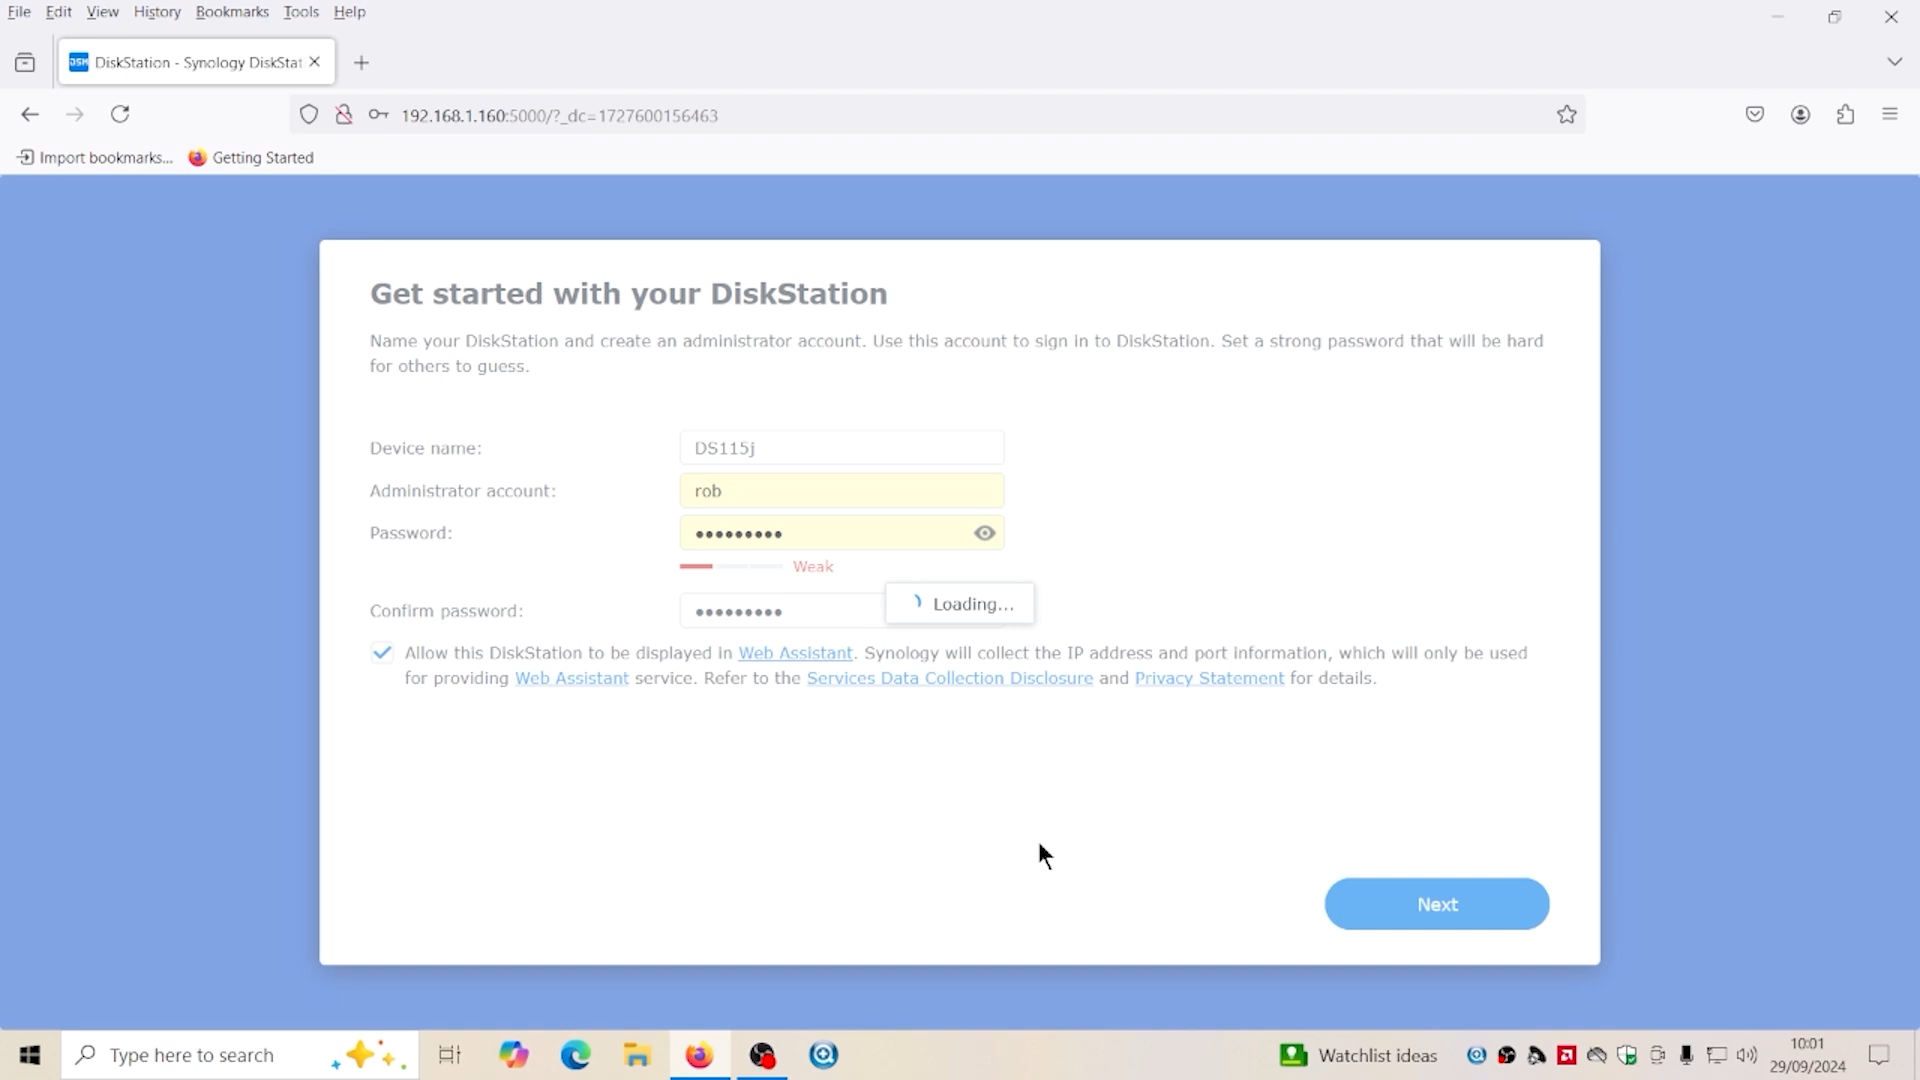 File Edit View History Bookmarks Tools Help
DiskStation - Synology DiskStat
192.168.1.160:5000/?_dc=1727600156463
Import bookmarks... Getting Started
Get started with your DiskStation
Name your DiskStation and create an administrator account. Use this account to sign in to DiskStation. Set a strong password that will be hard
for others to guess.
Device name: DS115j
Administrator account: rob
Password: •••••••••
Weak
Loading...
Confirm password: •••••••••
Allow this DiskStation to be displayed in Web Assistant. Synology will collect the IP address and port information, which will only be used
for providing Web Assistant service. Refer to the Services Data Collection Disclosure and Privacy Statement for details.
Next
Type here to search
Watchlist ideas
10:01
29/09/2024